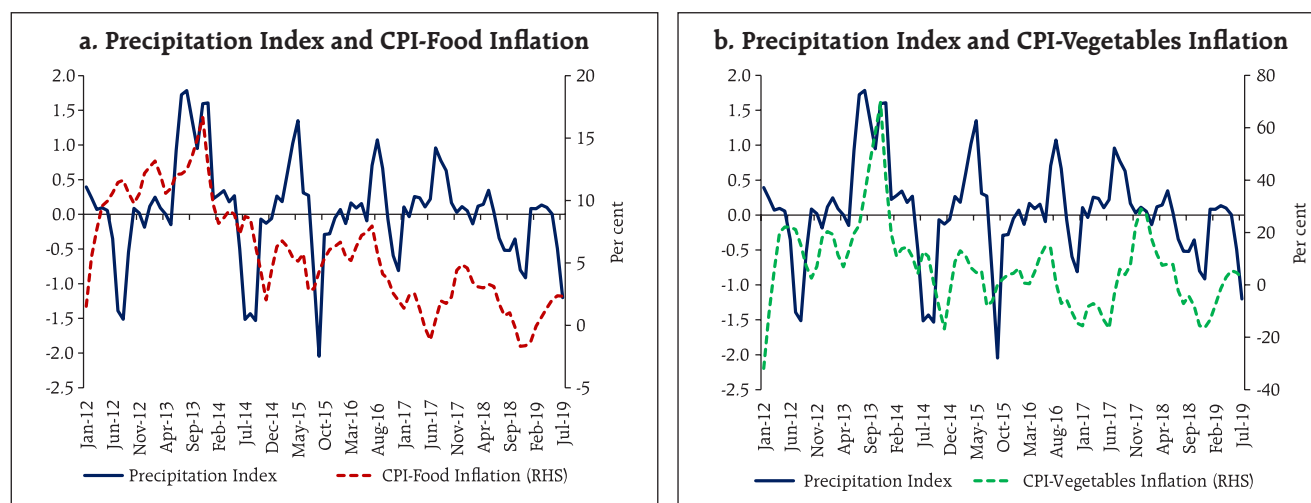 a. Precipitation Index and CPI-Food Inflation
2.0
1.5
1.0
0.5
0.0
-0.5
-1.0
-1.5
-2.0
-2.5
20
15
10
5
0
-5
Per cent
Jan-12
Jun-12
Nov-12
Apr-13
Sep-13
Feb-14
Jul-14
Dec-14
May-15
Oct-15
Mar-16
Aug-16
Jan-17
Jun-17
Nov-17
Apr-18
Sep-18
Feb-19
Jul-19
Precipitation Index
CPI-Food Inflation (RHS)
b. Precipitation Index and CPI-Vegetables Inflation
2.0
1.5
1.0
0.5
0.0
-0.5
-1.0
-1.5
-2.0
-2.5
80
60
40
20
0
-20
-40
Per cent
Jan-12
Jun-12
Nov-12
Apr-13
Sep-13
Feb-14
Jul-14
Dec-14
May-15
Oct-15
Mar-16
Aug-16
Jan-17
Jun-17
Nov-17
Apr-18
Sep-18
Feb-19
Jul-19
Precipitation Index
CPI-Vegetables Inflation (RHS)